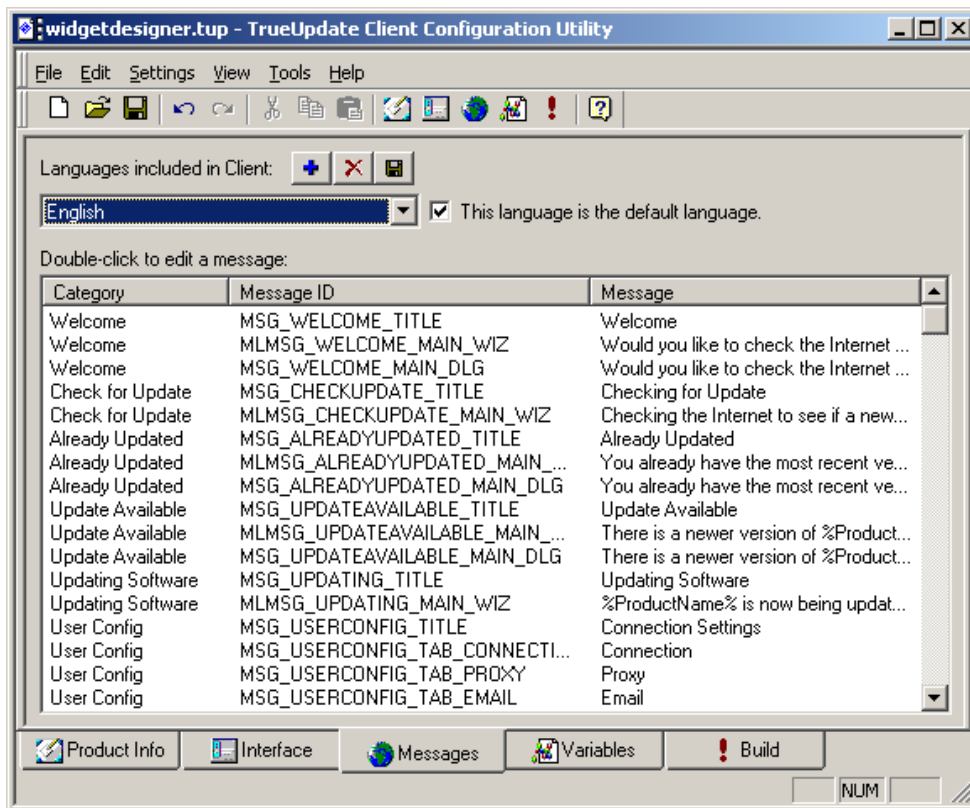 widgetdesigner.tup - TrueUpdate Client Configuration Utility
File Edit Settings View Tools Help
Languages included in Client:
English This language is the default language.
Double-click to edit a message:
Category Message ID Message
Welcome MSG_WELCOME_TITLE Welcome
Welcome MLMSG_WELCOME_MAIN_WIZ Would you like to check the Internet ...
Welcome MSG_WELCOME_MAIN_DLG Would you like to check the Internet ...
Check for Update MSG_CHECKUPDATE_TITLE Checking for Update
Check for Update MLMSG_CHECKUPDATE_MAIN_WIZ Checking the Internet to see if a new...
Already Updated MSG_ALREADYUPDATED_TITLE Already Updated
Already Updated MLMSG_ALREADYUPDATED_MAIN_... You already have the most recent ve...
Already Updated MSG_ALREADYUPDATED_MAIN_DLG You already have the most recent ve...
Update Available MSG_UPDATEAVAILABLE_TITLE Update Available
Update Available MLMSG_UPDATEAVAILABLE_MAIN_... There is a newer version of %Product...
Update Available MSG_UPDATEAVAILABLE_MAIN_DLG There is a newer version of %Product...
Updating Software MSG_UPDATING_TITLE Updating Software
Updating Software MLMSG_UPDATING_MAIN_WIZ %ProductName% is now being updat...
User Config MSG_USERCONFIG_TITLE Connection Settings
User Config MSG_USERCONFIG_TAB_CONNECTI... Connection
User Config MSG_USERCONFIG_TAB_PROXY Proxy
User Config MSG_USERCONFIG_TAB_EMAIL Email
Product Info Interface Messages Variables Build
NUM